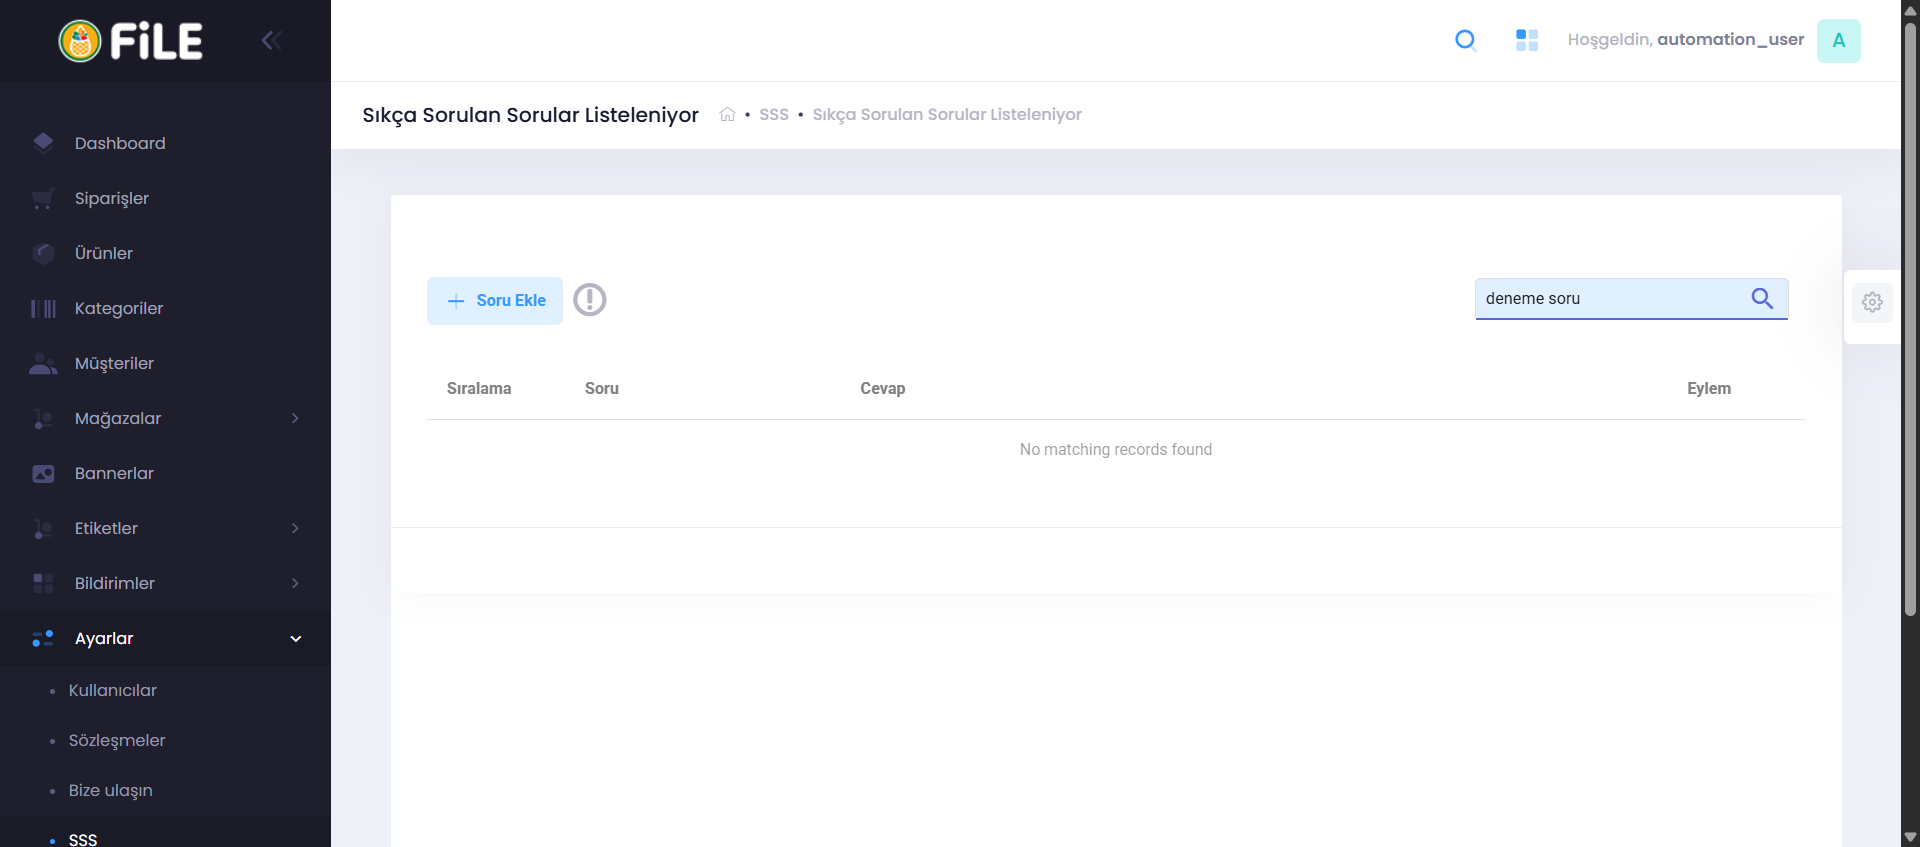 FiLE
Hoşgeldin, automation_user
A
Sıkça Sorulan Sorular Listeleniyor
• SSS • Sıkça Sorulan Sorular Listeleniyor
Dashboard
Siparişler
Ürünler
Kategoriler
Müşteriler
Mağazalar
Bannerlar
Etiketler
Bildirimler
Ayarlar
Kullanıcılar
Sözleşmeler
Bize ulaşın
SSS
Soru Ekle
deneme soru
Sıralama Soru Cevap Eylem
No matching records found